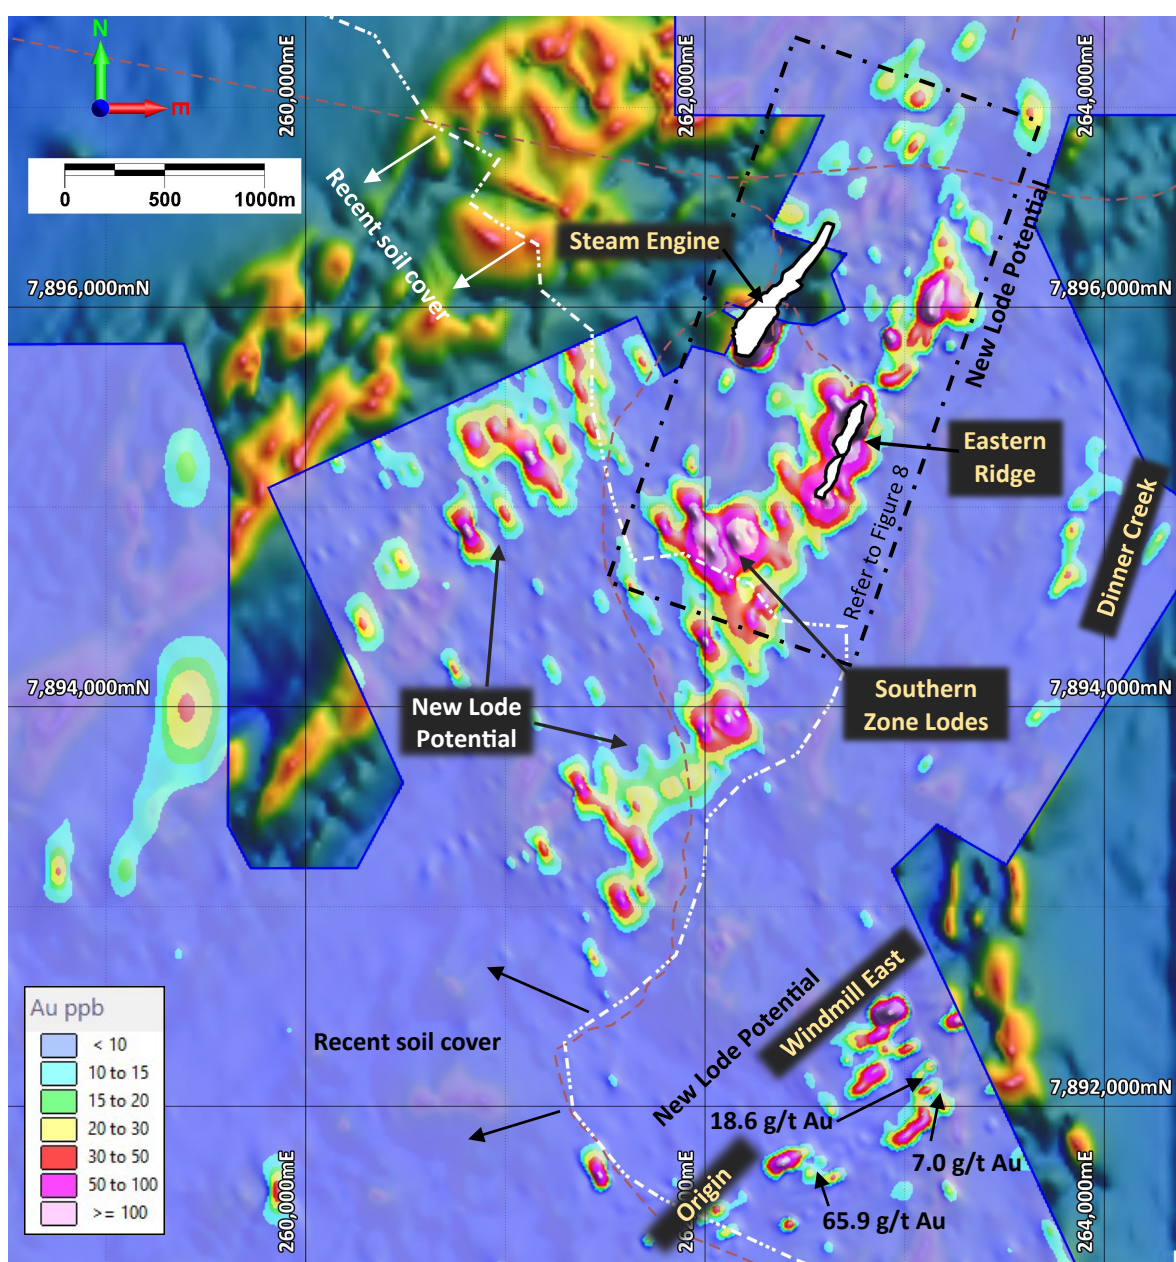 N
E
260,000mE
262,000mE
264,000mE
0 500 1000m
Recent soil cover
Steam Engine
New Lode Potential
7,896,000mN
7,896,000mN
Eastern
Ridge
Refer to Figure 8
Dinner Creek
7,894,000mN
7,894,000mN
New Lode
Potential
Southern
Zone Lodes
Windmill East
New Lode Potential
Recent soil cover
Au ppb
< 10
10 to 15
15 to 20
20 to 30
30 to 50
50 to 100
>= 100
7,892,000mN
18.6 g/t Au
7.0 g/t Au
65.9 g/t Au
Origin
260,000mE
264,000mE